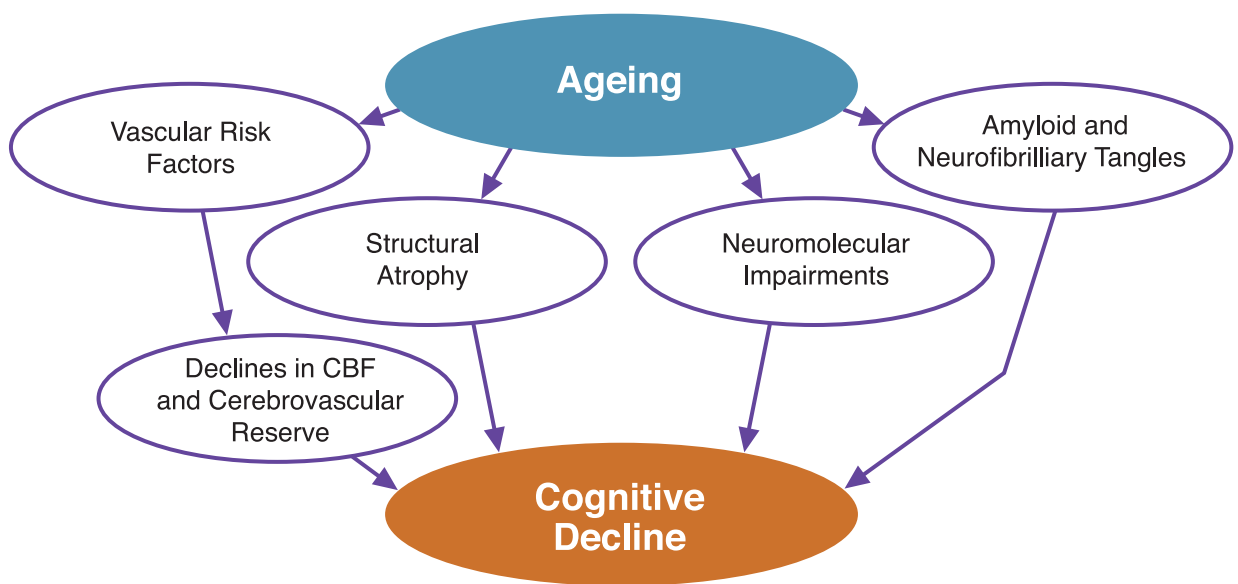 Ageing
Vascular Risk
Factors
Amyloid and
Neurofibrilliary Tangles
Structural
Atrophy
Neuromolecular
Impairments
Declines in CBF
and Cerebrovascular
Reserve
Cognitive
Decline